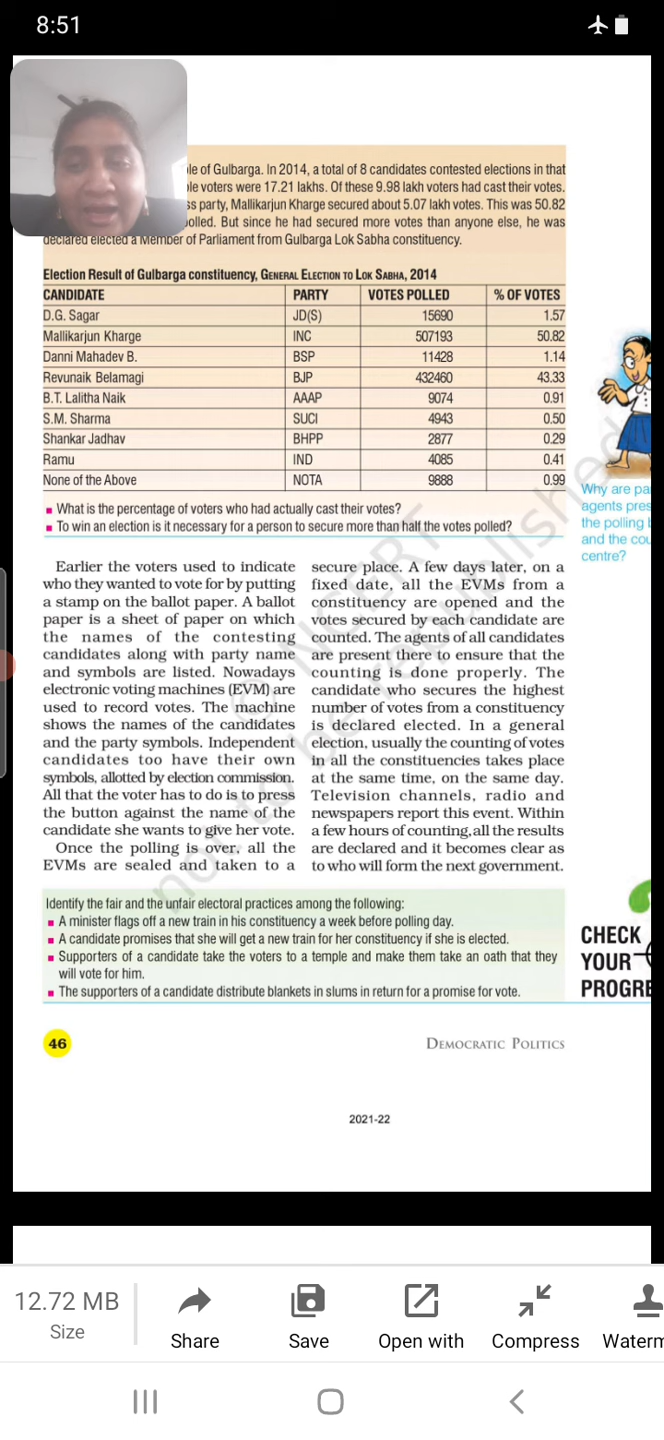 8:51
le of Gulbarga. In 2014, a total of 8 candidates contested elections in that
le voters were 17.21 lakhs. Of these 9.98 lakh voters had cast their votes.
ss party, Mallikarjun Kharge secured about 5.07 lakh votes. This was 50.82
olled. But since he had secured more votes than anyone else, he was
declared elected a Member of Parliament from Gulbarga Lok Sabha constituency.
Election Result of Gulbarga constituency, GENERAL ELECTION TO LOK SABHA, 2014
CANDIDATE PARTY VOTES POLLED % OF VOTES
D.G. Sagar JD(S) 15690 1.57
Mallikarjun Kharge INC 507193 50.82
Danni Mahadev B. BSP 11428 1.14
Revunaik Belamagi BJP 432460 43.33
B.T. Lalitha Naik AAAP 9074 0.91
S.M. Sharma SUCI 4943 0.50
Shankar Jadhav BHPP 2877 0.29
Ramu IND 4085 0.41
None of the Above NOTA 9888 0.99
What is the percentage of voters who had actually cast their votes?
To win an election is it necessary for a person to secure more than half the votes polled?
Why are pa
agents pres
the polling b
and the cou
centre?
Earlier the voters used to indicate
who they wanted to vote for by putting
a stamp on the ballot paper. A ballot
paper is a sheet of paper on which
the names of the contesting
candidates along with party name
and symbols are listed. Nowadays
electronic voting machines (EVM) are
used to record votes. The machine
shows the names of the candidates
and the party symbols. Independent
candidates too have their own
symbols, allotted by election commission.
All that the voter has to do is to press
the button against the name of the
candidate she wants to give her vote.
Once the polling is over, all the
EVMs are sealed and taken to a
secure place. A few days later, on a
fixed date, all the EVMs from a
constituency are opened and the
votes secured by each candidate are
counted. The agents of all candidates
are present there to ensure that the
counting is done properly. The
candidate who secures the highest
number of votes from a constituency
is declared elected. In a general
election, usually the counting of votes
in all the constituencies takes place
at the same time, on the same day.
Television channels, radio and
newspapers report this event. Within
a few hours of counting, all the results
are declared and it becomes clear as
to who will form the next government.
© NCERT
not to be republished
Identify the fair and the unfair electoral practices among the following:
A minister flags off a new train in his constituency a week before polling day.
A candidate promises that she will get a new train for her constituency if she is elected.
Supporters of a candidate take the voters to a temple and make them take an oath that they
will vote for him.
The supporters of a candidate distribute blankets in slums in return for a promise for vote.
CHECK
YOUR
PROGRE
46
DEMOCRATIC POLITICS
2021-22
12.72 MB
Size
Share
Save
Open with
Compress
Waterm